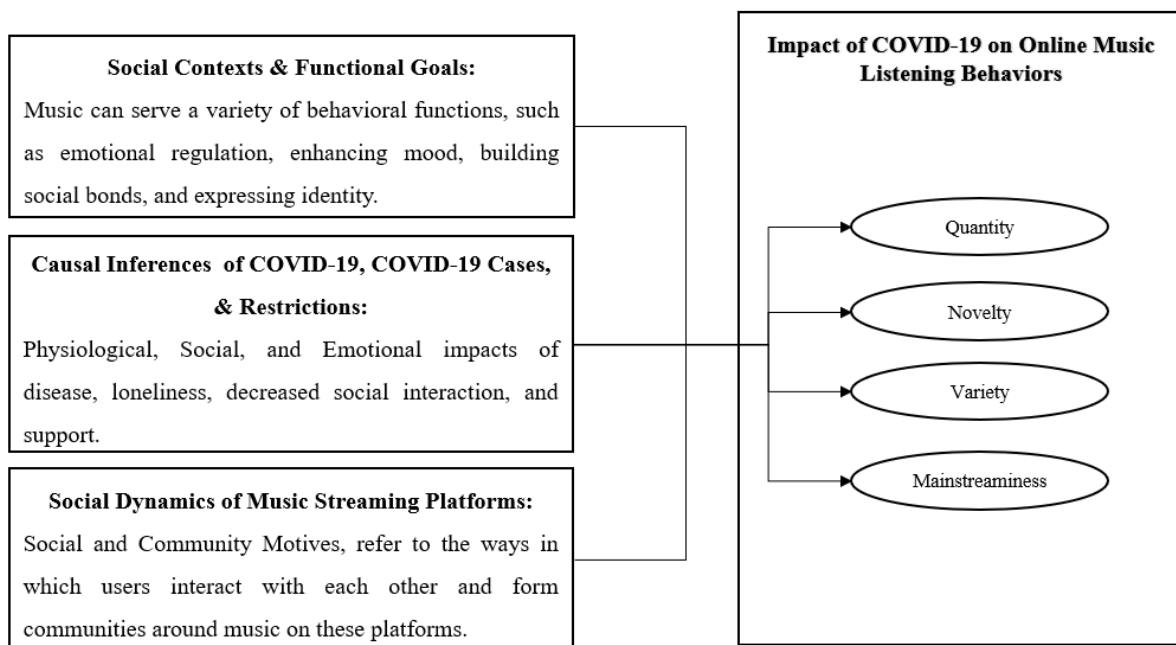 Social Contexts & Functional Goals:
Music can serve a variety of behavioral functions, such
as emotional regulation, enhancing mood, building
social bonds, and expressing identity.
Causal Inferences of COVID-19, COVID-19 Cases,
& Restrictions:
Physiological, Social, and Emotional impacts of
disease, loneliness, decreased social interaction, and
support.
Social Dynamics of Music Streaming Platforms:
Social and Community Motives, refer to the ways in
which users interact with each other and form
communities around music on these platforms.
Impact of COVID-19 on Online Music
Listening Behaviors
Quantity
Novelty
Variety
Mainstreaminess